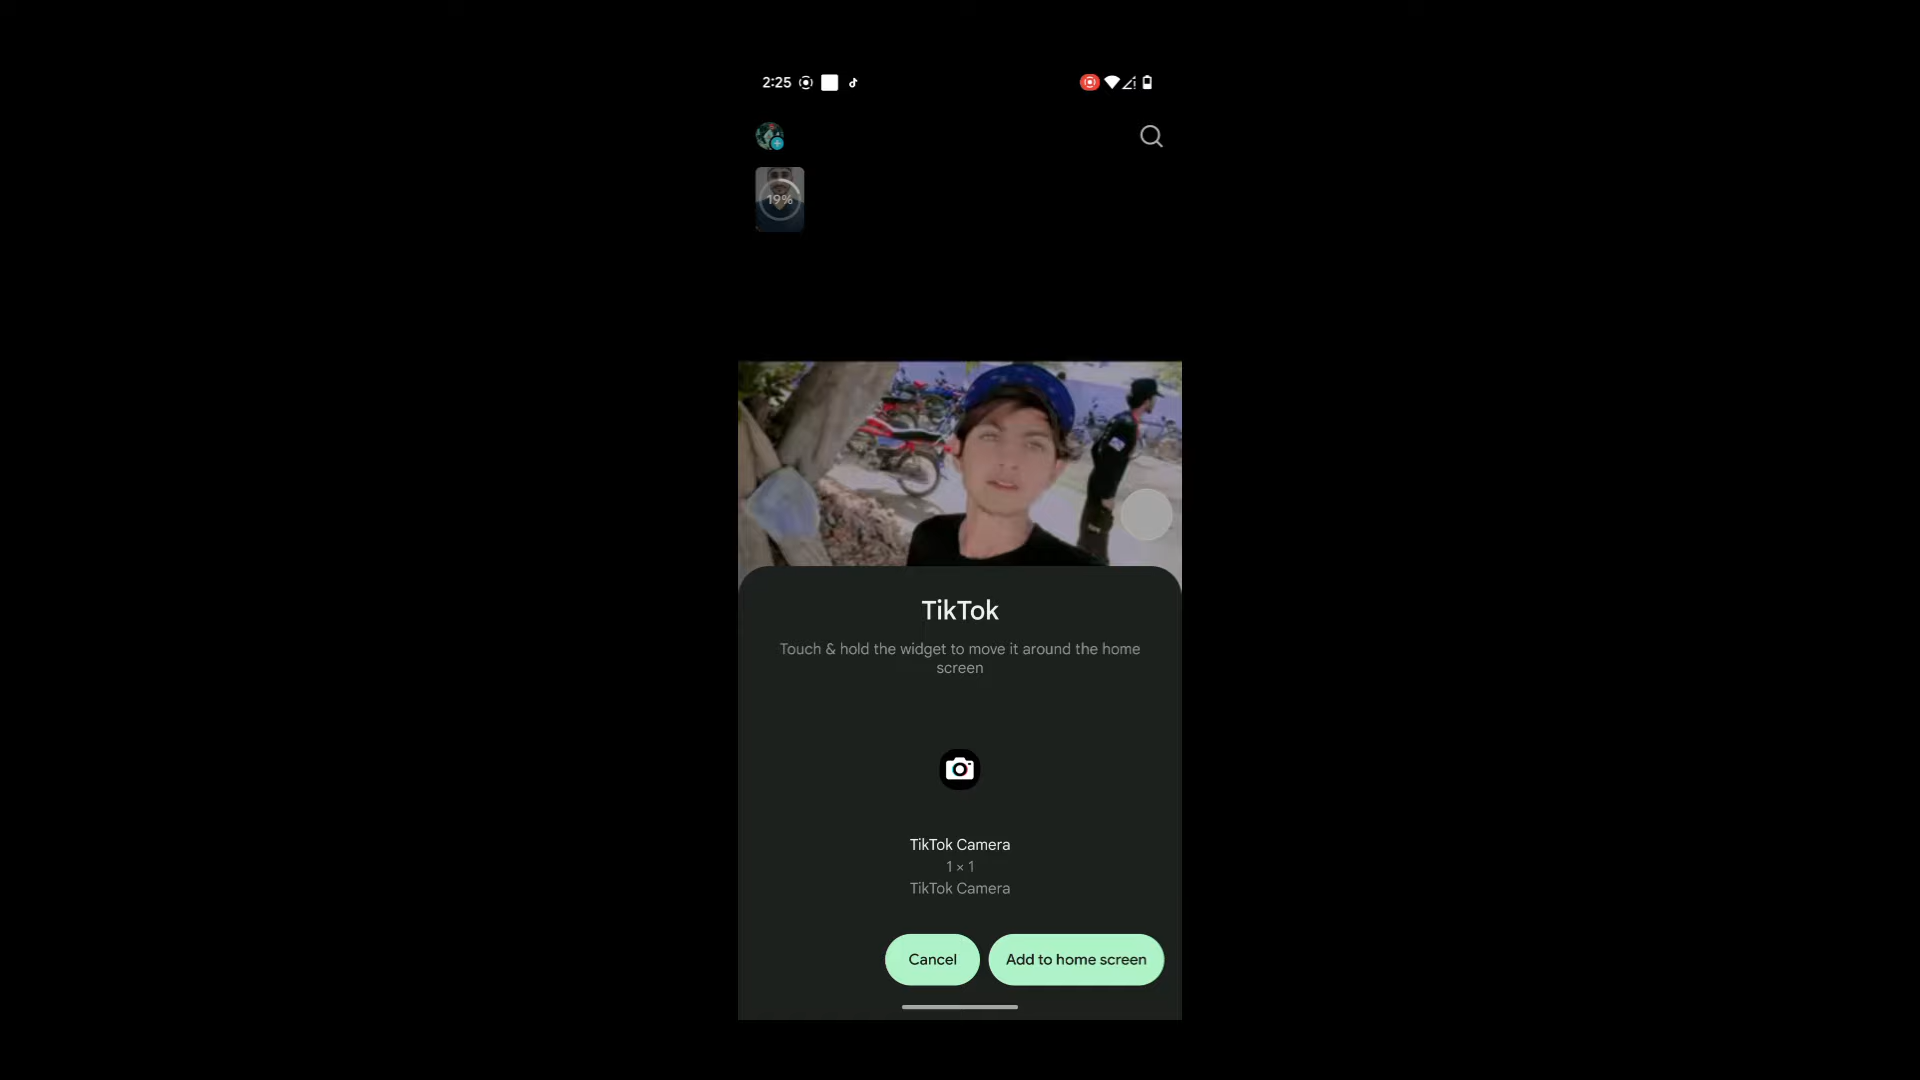 2:25
19%
TikTok
Touch & hold the widget to move it around the home
screen
TikTok Camera
1 × 1
TikTok Camera
Cancel
Add to home screen